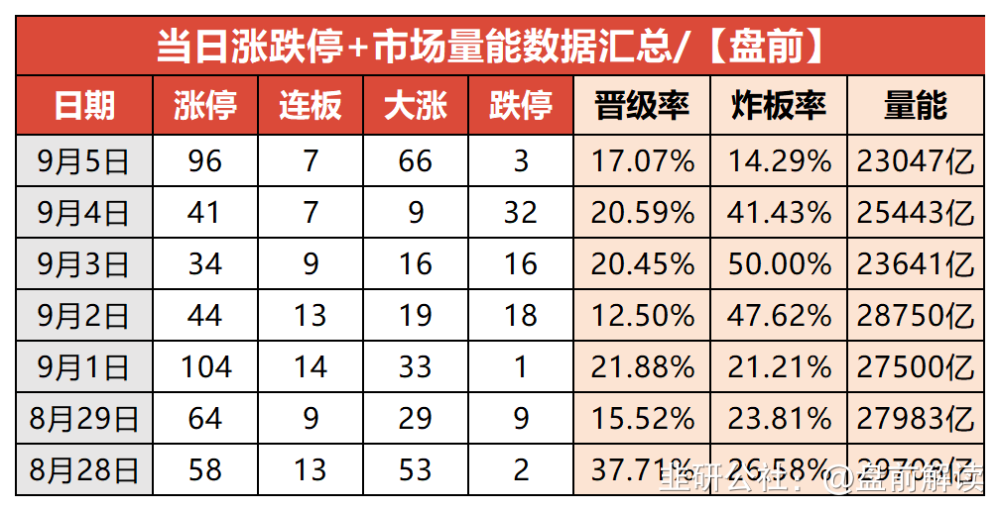 当日涨跌停+市场量能数据汇总/【盘前】
日期 涨停 连板 大涨 跌停 晋级率 炸板率 量能
9月5日 96 7 66 3 17.07% 14.29% 23047亿
9月4日 41 7 9 32 20.59% 41.43% 25443亿
9月3日 34 9 16 16 20.45% 50.00% 23641亿
9月2日 44 13 19 18 12.50% 47.62% 28750亿
9月1日 104 14 33 1 21.88% 21.21% 27500亿
8月29日 64 9 29 9 15.52% 23.81% 27983亿
8月28日 58 13 53 2 37.71% 26.58% 29708亿
韭研公社：@盘前解读